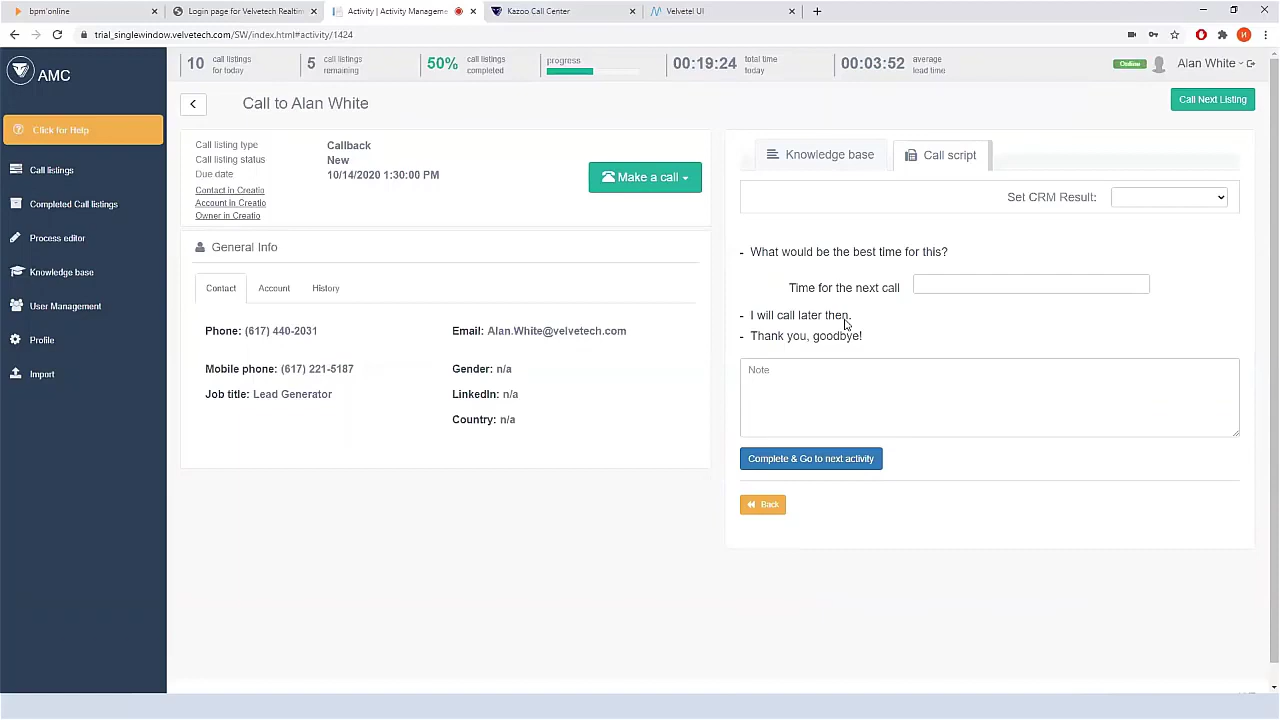 bpm'online
Login page for Velvetech Realtim
Activity | Activity Manageme
Kazoo Call Center
Velvetel UI
trial_singlewindow.velvetech.com/SW/index.html#activity/1424
AMC
10 call listings for today
5 call listings remaining
50% call listings completed
progress
00:19:24 total time today
00:03:52 average lead time
Online
Alan White
Click for Help
Call listings
Completed Call listings
Process editor
Knowledge base
User Management
Profile
Import
Call to Alan White
Call Next Listing
Call listing type Callback
Call listing status New
Due date 10/14/2020 1:30:00 PM
Contact in Creatio
Account in Creatio
Owner in Creatio
Make a call
General Info
Contact Account History
Phone: (617) 440-2031
Email: Alan.White@velvetech.com
Mobile phone: (617) 221-5187
Gender: n/a
Job title: Lead Generator
LinkedIn: n/a
Country: n/a
Knowledge base
Call script
Set CRM Result:
- What would be the best time for this?
Time for the next call
- I will call later then.
- Thank you, goodbye!
Note
Complete & Go to next activity
Back